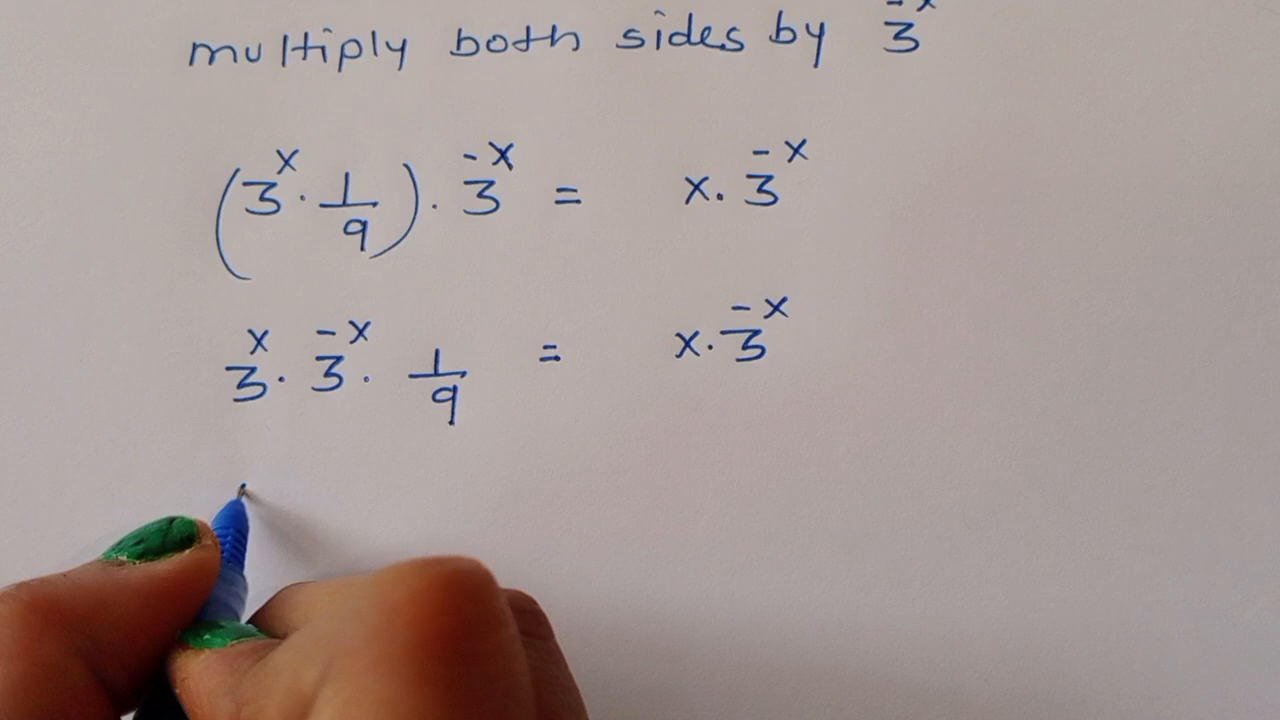 multiply both sides by 3^-x
(3^x · 1/9) · 3^-x = x · 3^-x
3^x · 3^-x · 1/9 = x · 3^-x